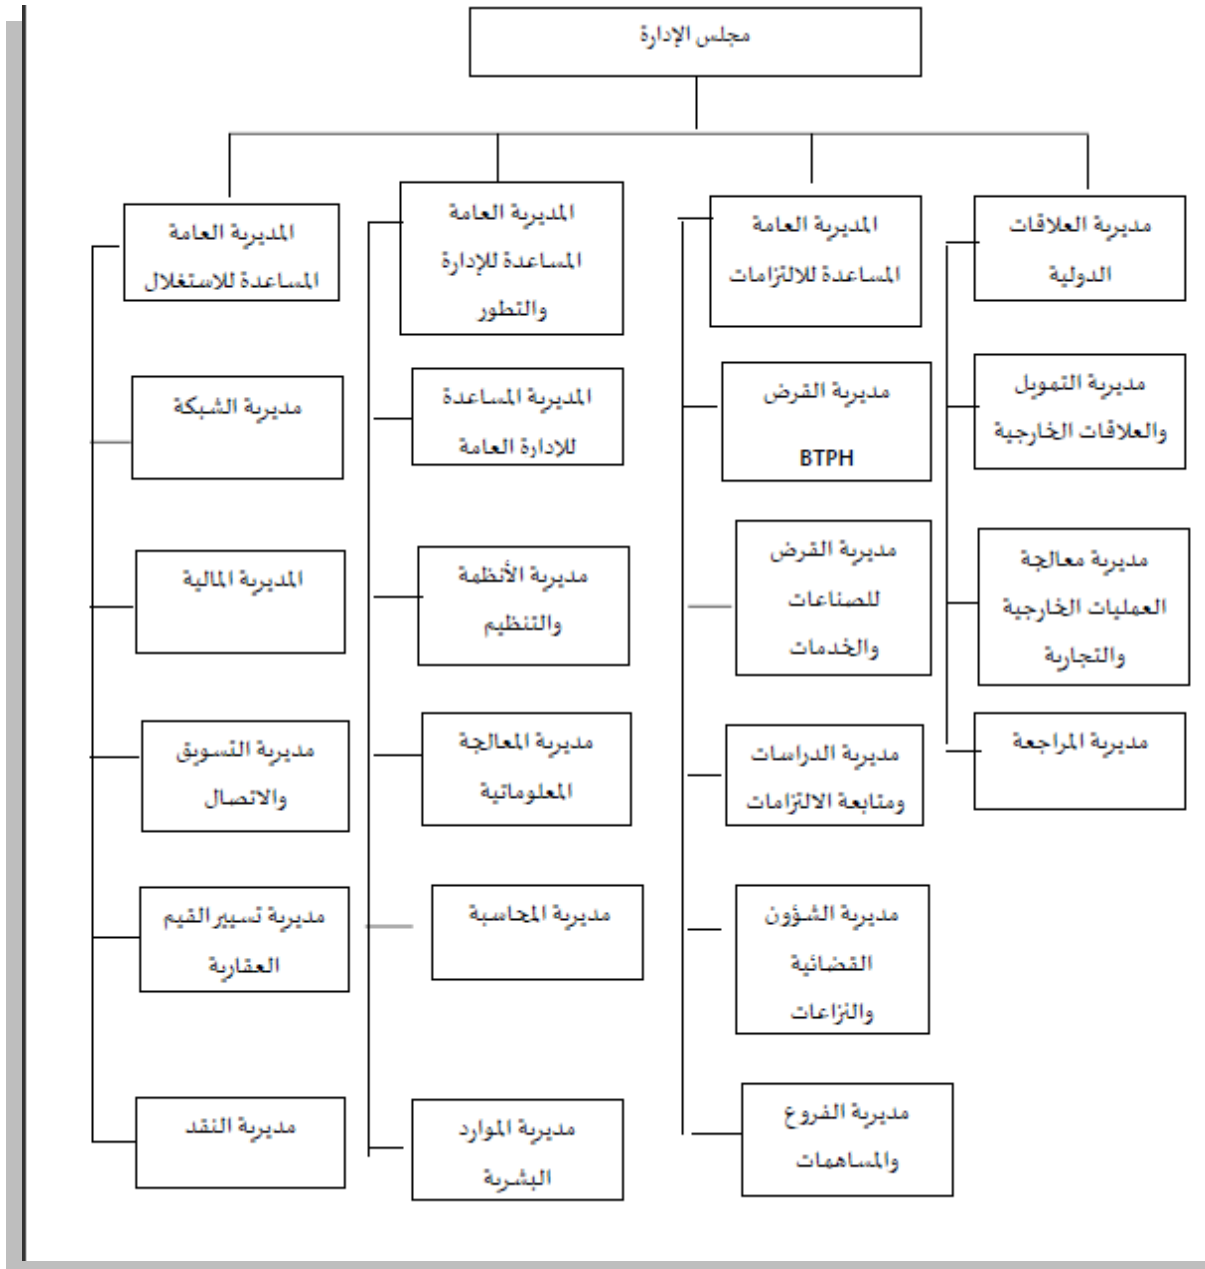 مجلس الإدارة
مديرية العلاقات
الدولية
مديرية التمويل
والعلاقات الخارجية
مديرية معالجة
العمليات الخارجية
والتجارية
مديرية المراجعة
المديرية العامة
المساعدة للالتزامات
مديرية القرض
BTPH
مديرية القرض
للصناعات
والخدمات
مديرية الدراسات
ومتابعة الالتزامات
مديرية الشؤون
القضائية
والنزاعات
مديرية الفروع
والمساهمات
المديرية العامة
المساعدة للإدارة
والتطور
المديرية المساعدة
للإدارة العامة
مديرية الأنظمة
والتنظيم
مديرية المعالجة
المعلوماتية
مديرية المحاسبة
مديرية الموارد
البشرية
المديرية العامة
المساعدة للاستغلال
مديرية الشبكة
المديرية المالية
مديرية التسويق
والاتصال
مديرية تسيير القيم
العقارية
مديرية النقد